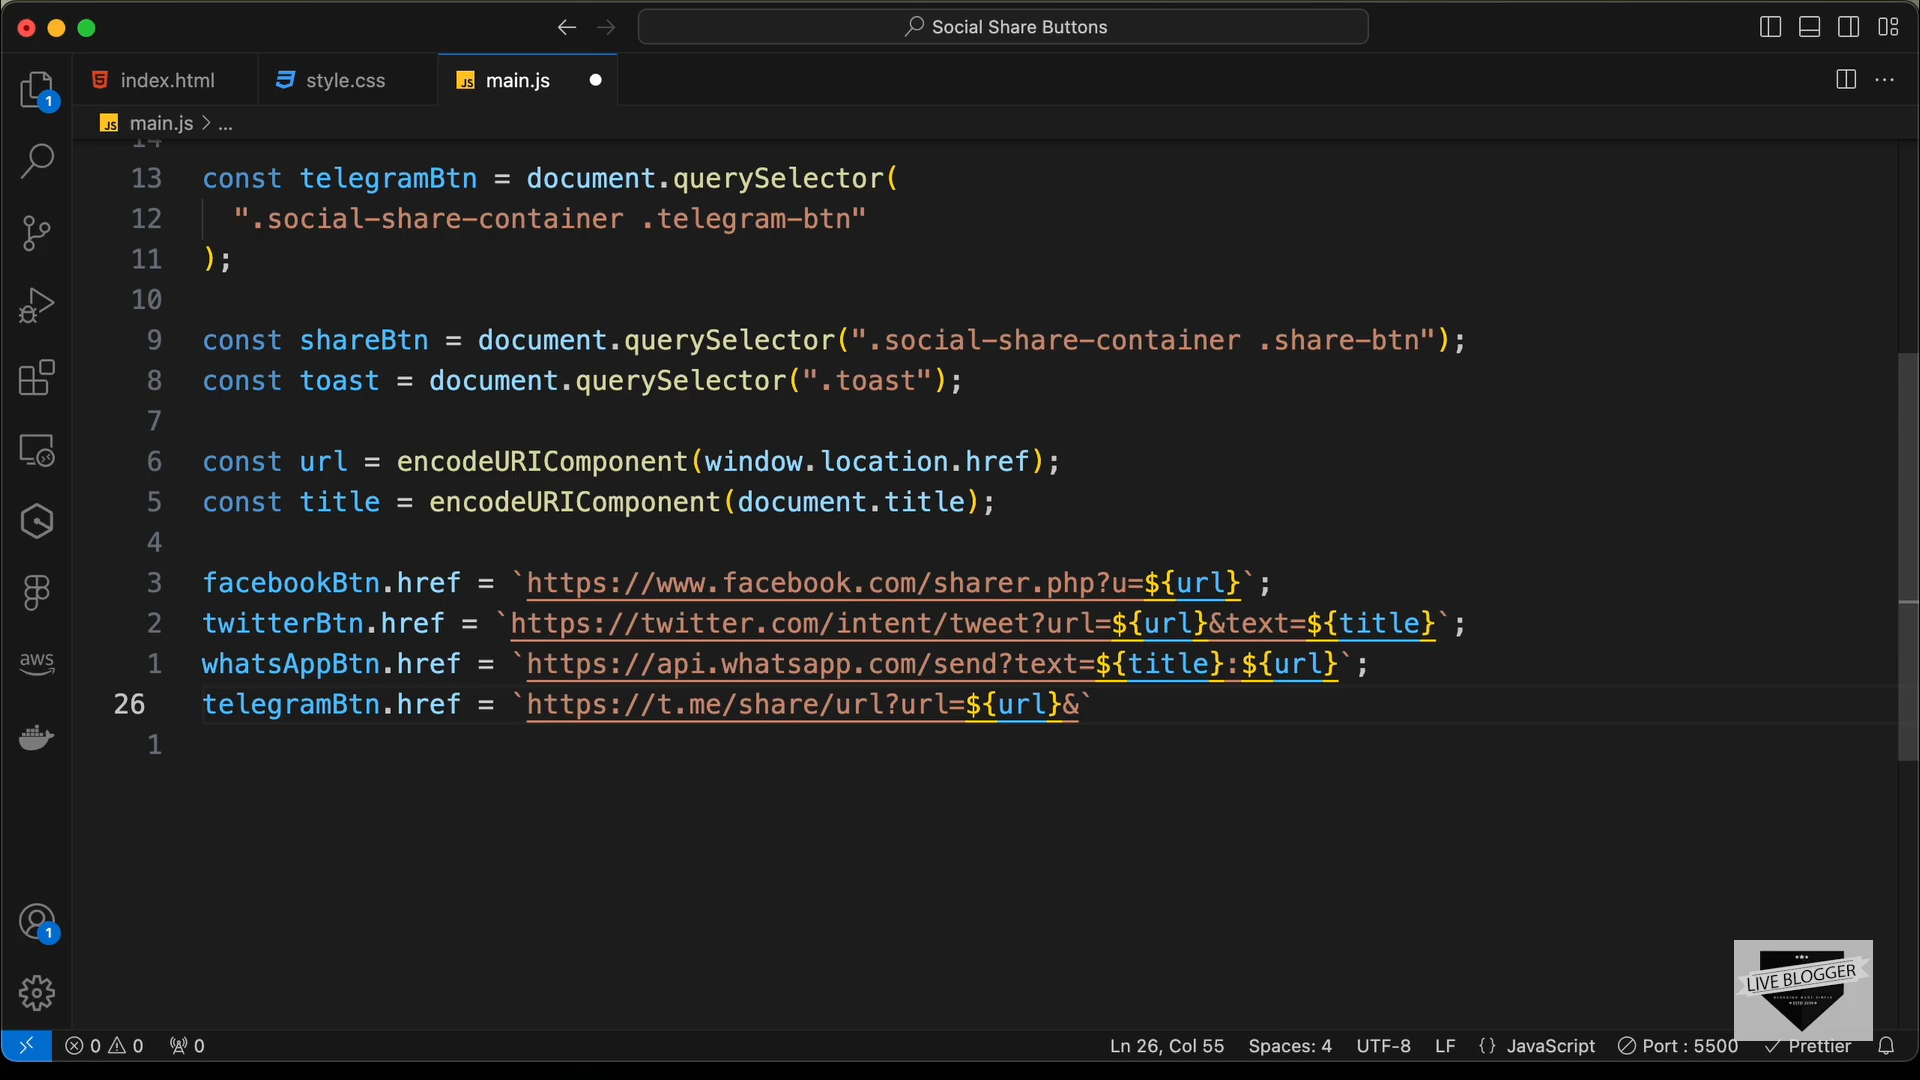 Social Share Buttons
index.html
style.css
JS main.js
JS main.js > ...
1
14
13 const telegramBtn = document.querySelector(
12 ".social-share-container .telegram-btn"
11 );
10
9 const shareBtn = document.querySelector(".social-share-container .share-btn");
8 const toast = document.querySelector(".toast");
7
6 const url = encodeURIComponent(window.location.href);
5 const title = encodeURIComponent(document.title);
4
3 facebookBtn.href = `https://www.facebook.com/sharer.php?u=${url}`;
2 twitterBtn.href = `https://twitter.com/intent/tweet?url=${url}&text=${title}`;
1 whatsAppBtn.href = `https://api.whatsapp.com/send?text=${title}:${url}`;
26 telegramBtn.href = `https://t.me/share/url?url=${url}&`
1
aws
1
LIVE BLOGGER
0 0 0
Ln 26, Col 55 Spaces: 4 UTF-8 LF {} JavaScript Port : 5500 Prettier